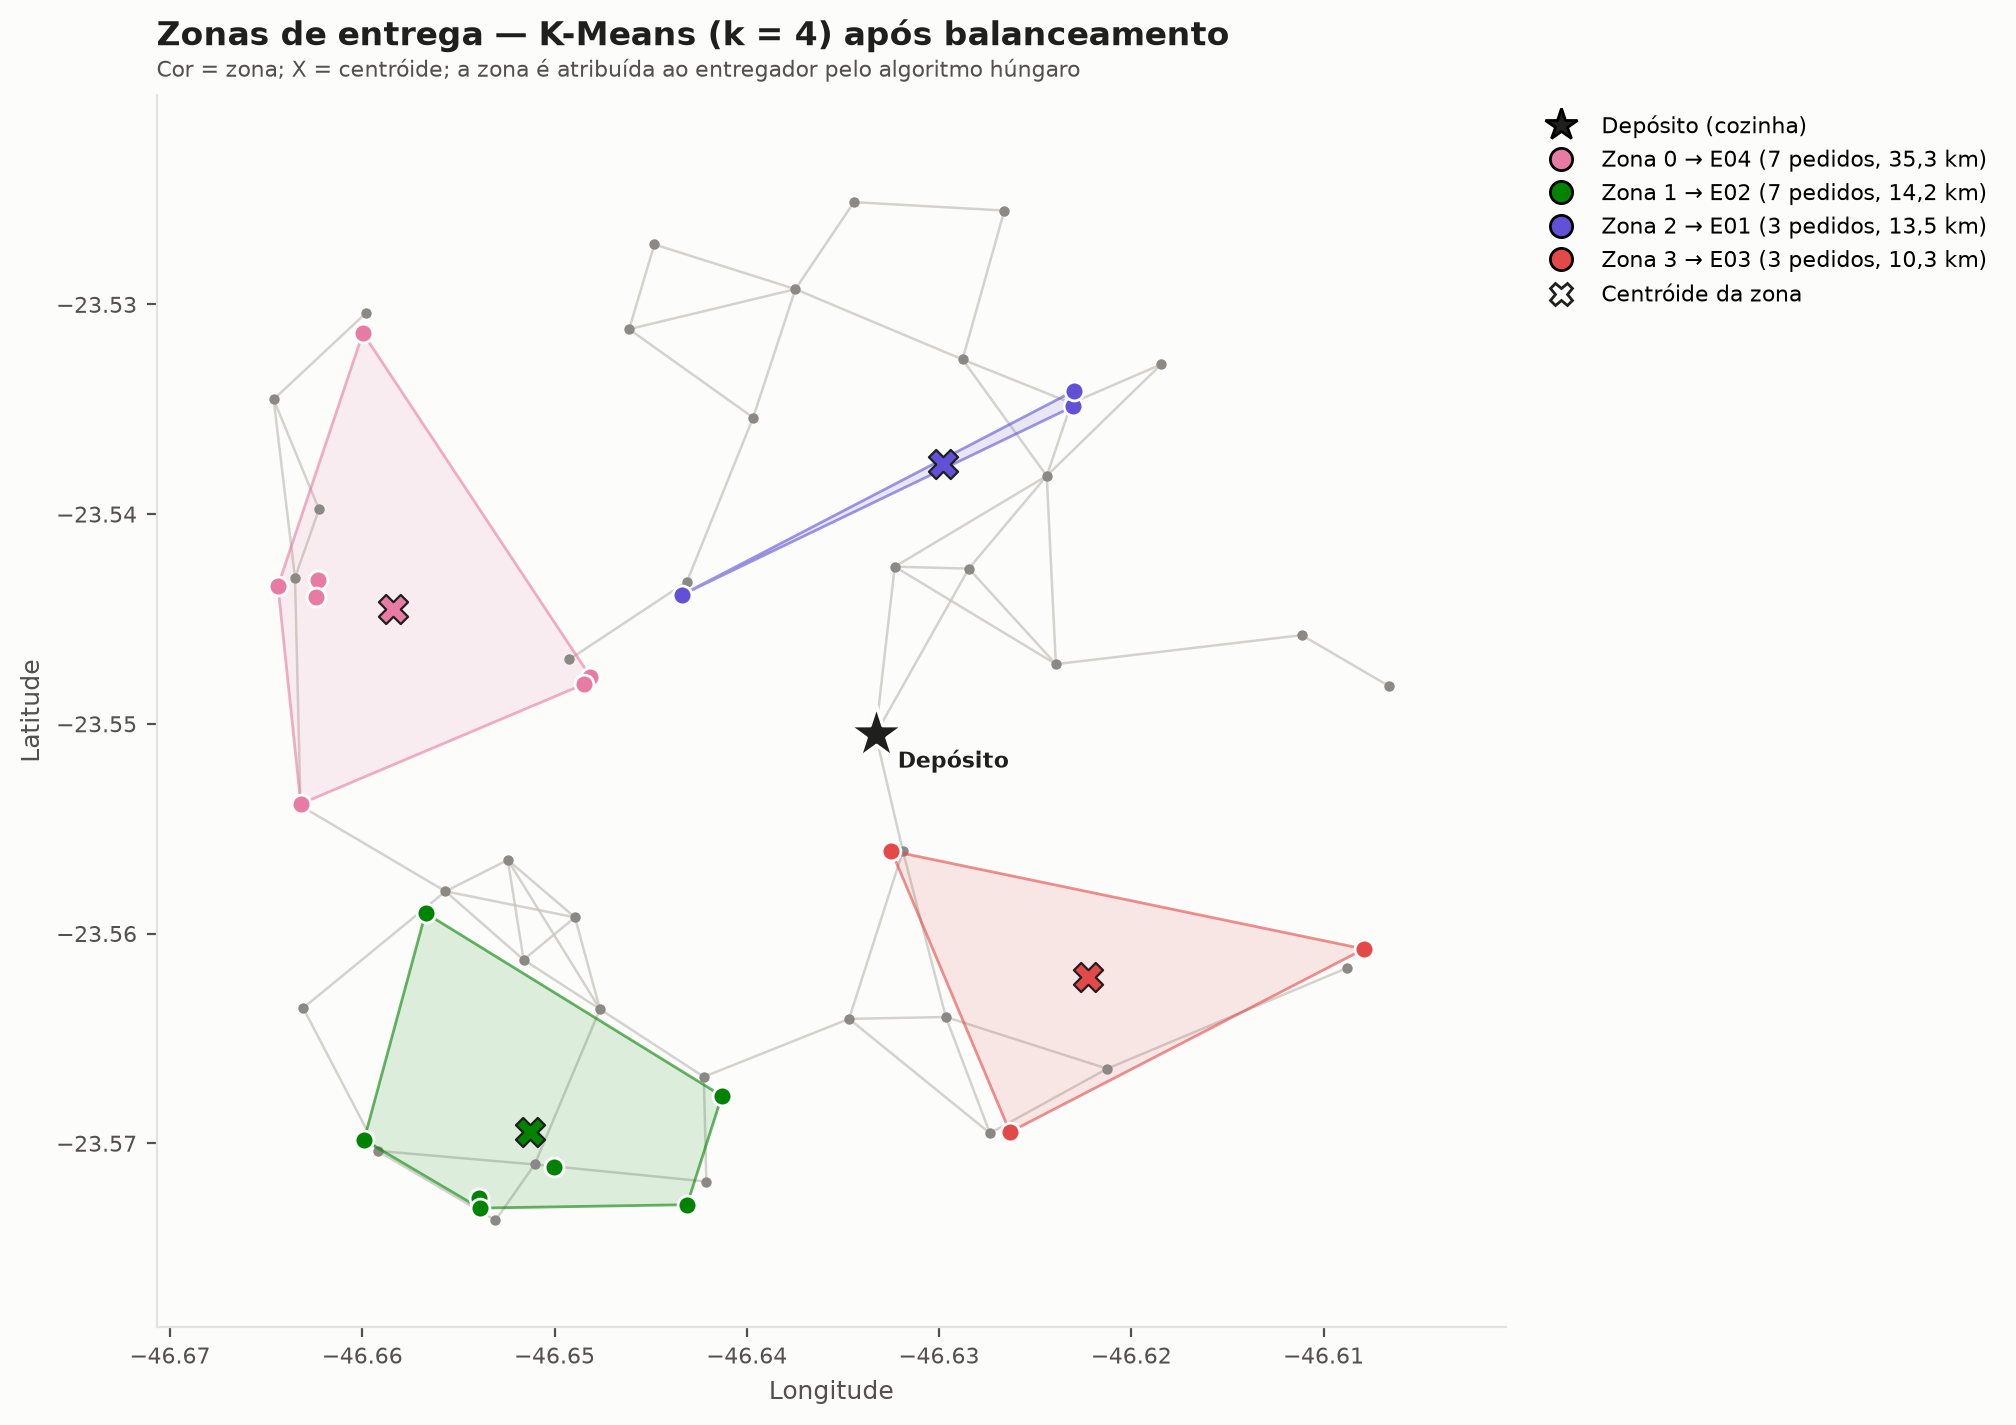 Zonas de entrega — K-Means (k = 4) após balanceamento
Cor = zona; X = centróide; a zona é atribuída ao entregador pelo algoritmo húngaro
Depósito (cozinha)
Zona 0 → E04 (7 pedidos, 35,3 km)
Zona 1 → E02 (7 pedidos, 14,2 km)
Zona 2 → E01 (3 pedidos, 13,5 km)
Zona 3 → E03 (3 pedidos, 10,3 km)
Centróide da zona
Latitude
−23.53
−23.54
−23.55
−23.56
−23.57
Depósito
−46.67
−46.66
−46.65
−46.64
−46.63
−46.62
−46.61
Longitude